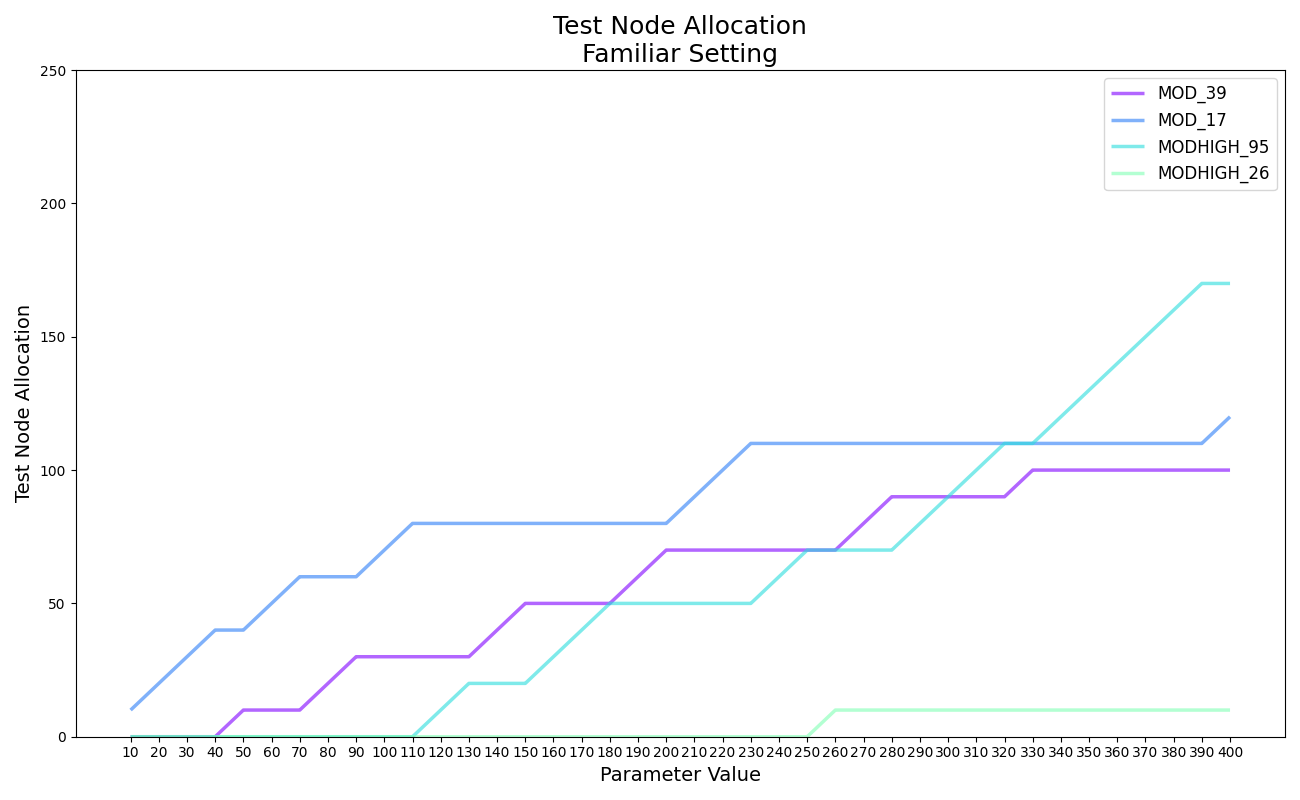 Test Node Allocation
Familiar Setting
250
200
150
100
50
0
Test Node Allocation
MOD_39
MOD_17
MODHIGH_95
MODHIGH_26
10 20 30 40 50 60 70 80 90 100 110 120 130 140 150 160 170 180 190 200 210 220 230 240 250 260 270 280 290 300 310 320 330 340 350 360 370 380 390 400
Parameter Value